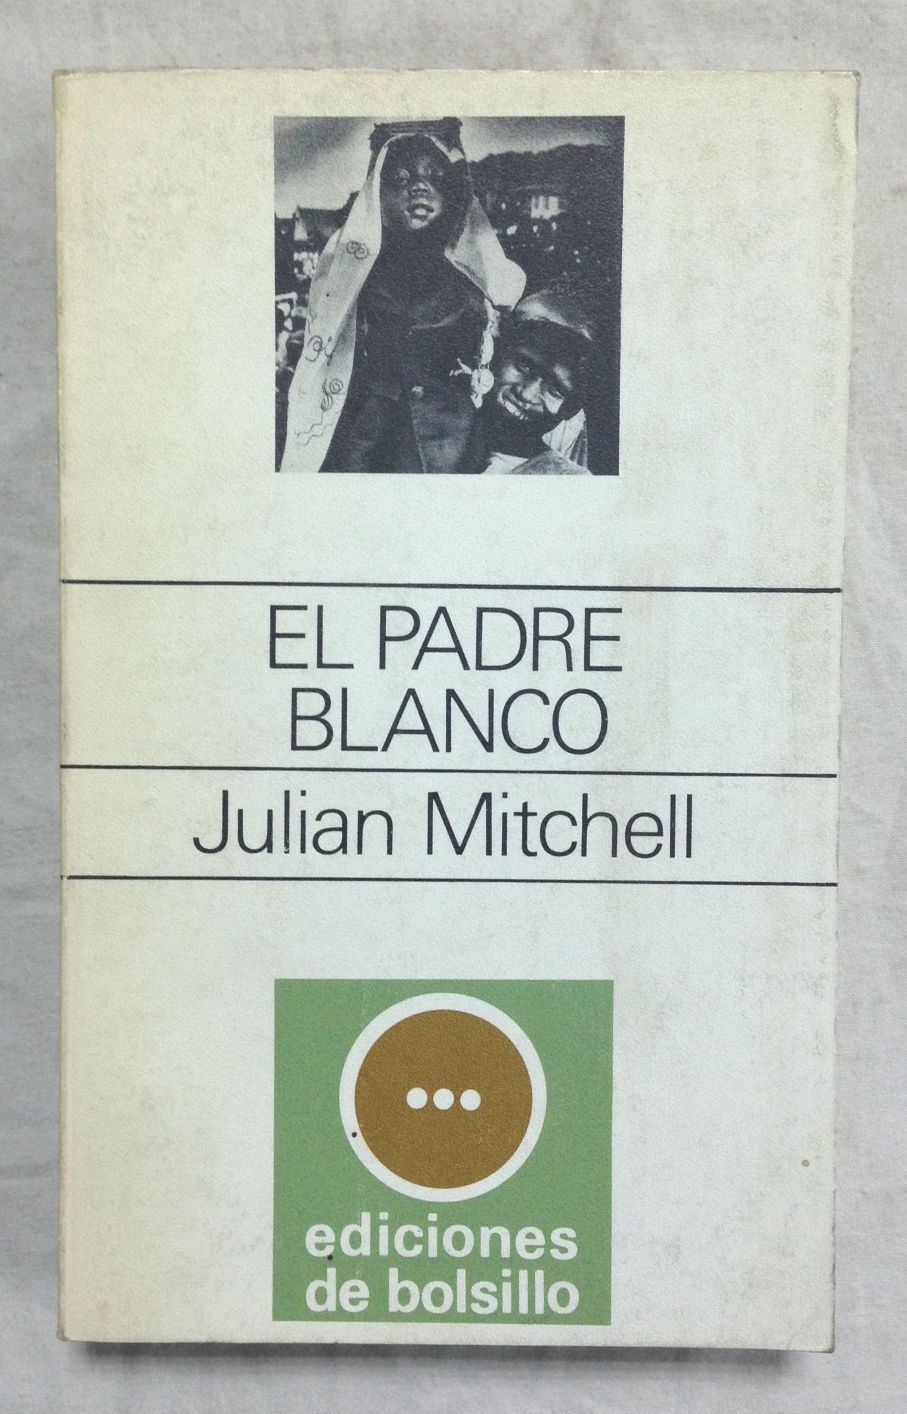 EL PADRE
BLANCO
Julian Mitchell
ediciones
de bolsillo